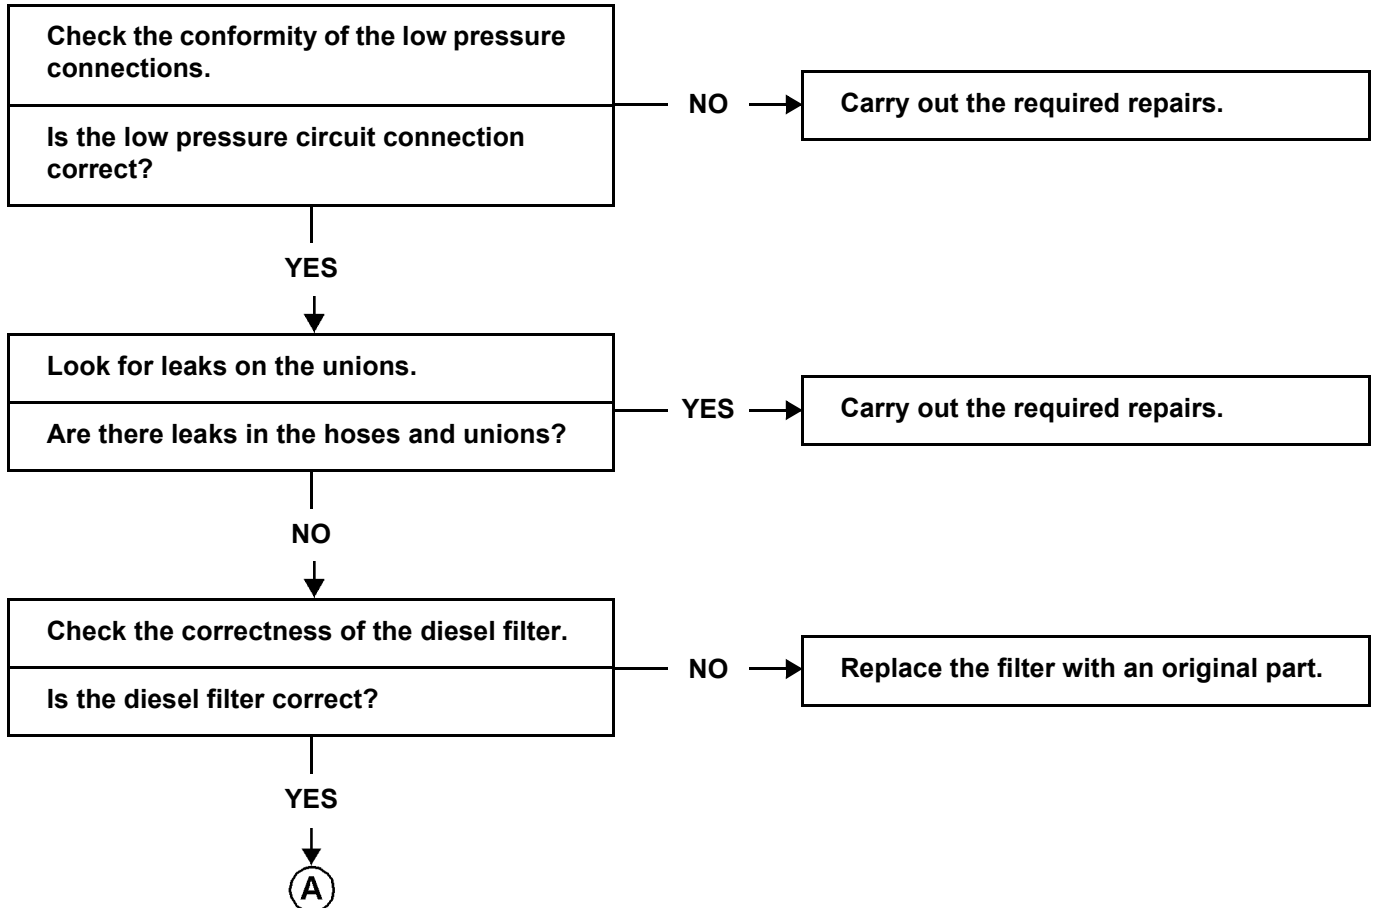 Check the conformity of the low pressure
connections.
Is the low pressure circuit connection
correct?
NO
Carry out the required repairs.
YES
Look for leaks on the unions.
Are there leaks in the hoses and unions?
YES
Carry out the required repairs.
NO
Check the correctness of the diesel filter.
Is the diesel filter correct?
NO
Replace the filter with an original part.
YES
A